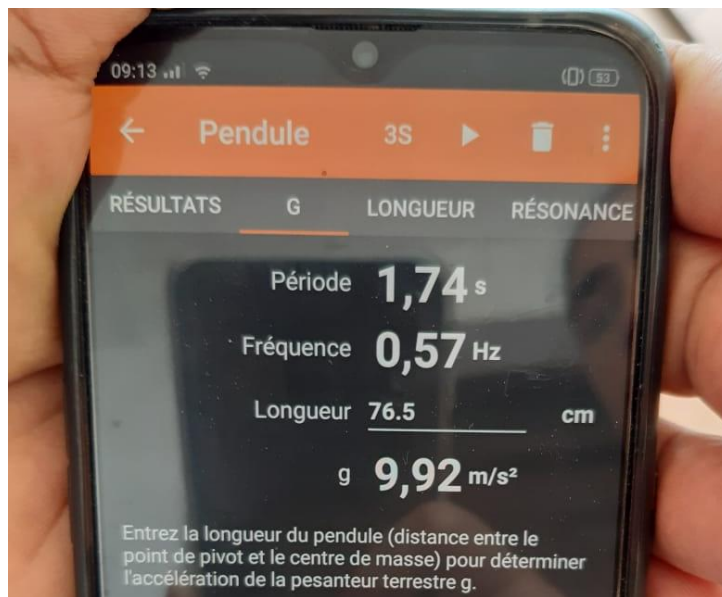 09:13 53
Pendule 3S
RÉSULTATS G LONGUEUR RÉSONANCE
Période 1,74 s
Fréquence 0,57 Hz
Longueur 76.5 cm
g 9,92 m/s²
Entrez la longueur du pendule (distance entre le
point de pivot et le centre de masse) pour déterminer
l'accélération de la pesanteur terrestre g.